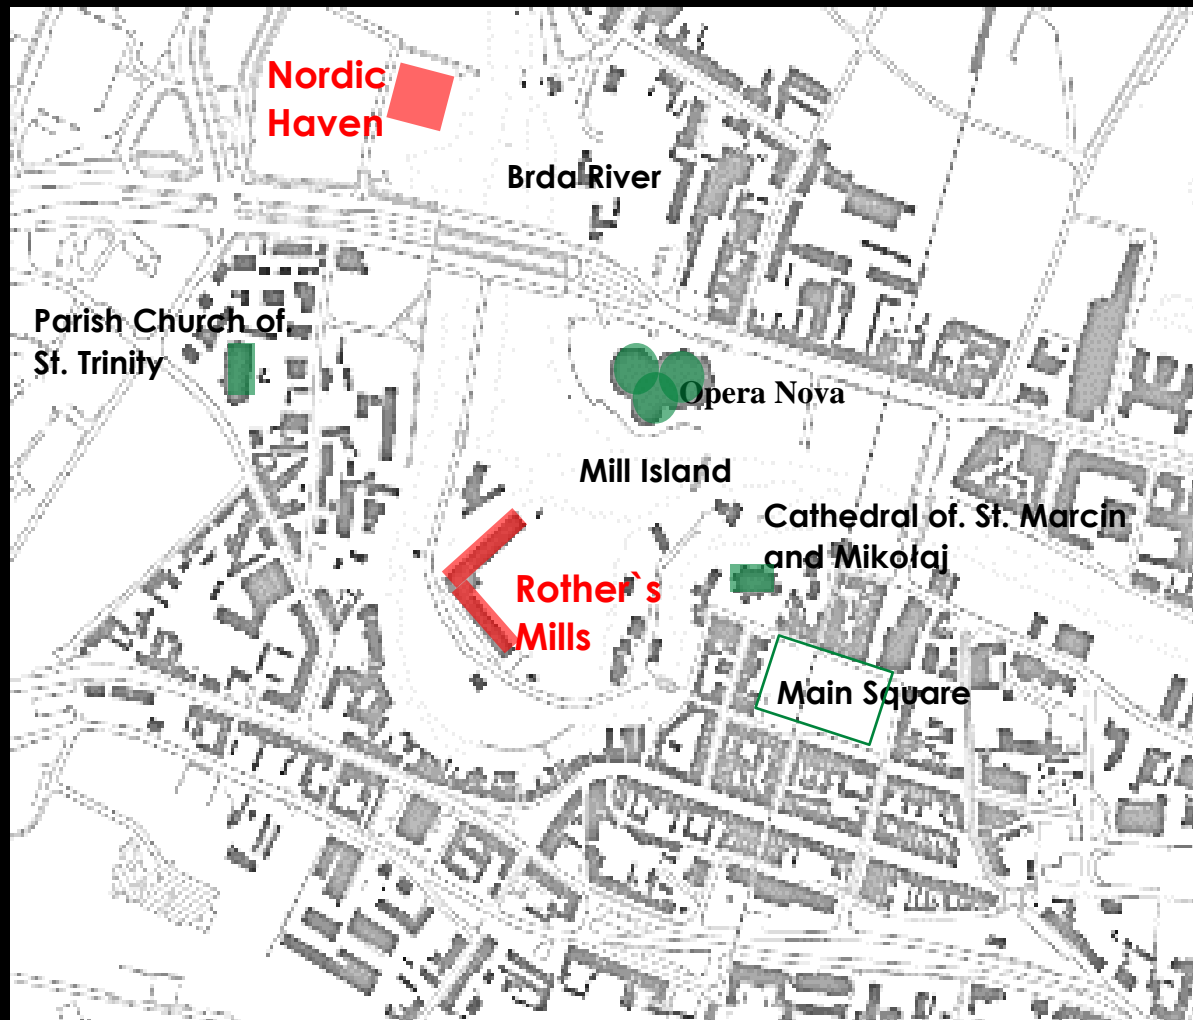 Nordic
Haven
Brda River
Parish Church of.
St. Trinity
Opera Nova
Mill Island
Cathedral of. St. Marcin
and Mikołaj
Rother`s
Mills
Main Square